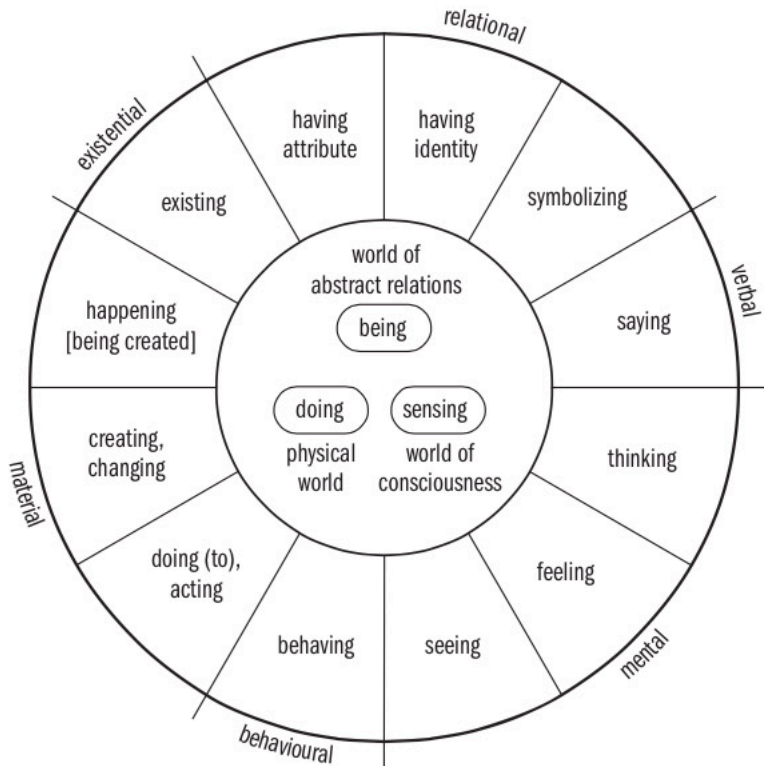 relational
existential
having
attribute
having
identity
existing
symbolizing
verbal
world of
abstract relations
being
happening
[being created]
saying
doing
sensing
physical
world
world of
consciousness
creating,
changing
thinking
material
doing (to),
acting
feeling
behaving
seeing
mental
behavioural